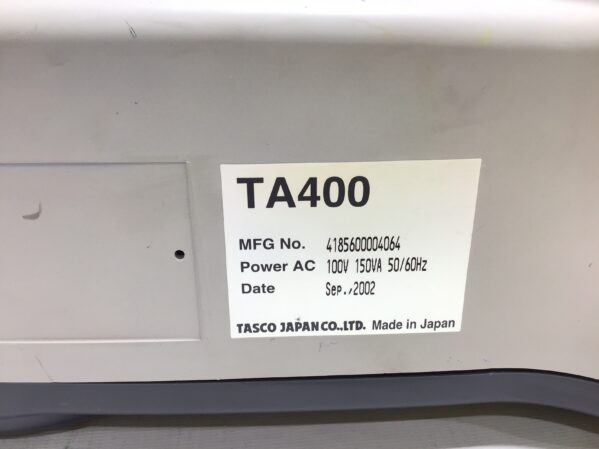 TA400
MFG No. 4185600004064
Power AC 100V 150VA 50/60Hz
Date Sep.,2002
TASCO JAPAN CO.,LTD. Made in Japan